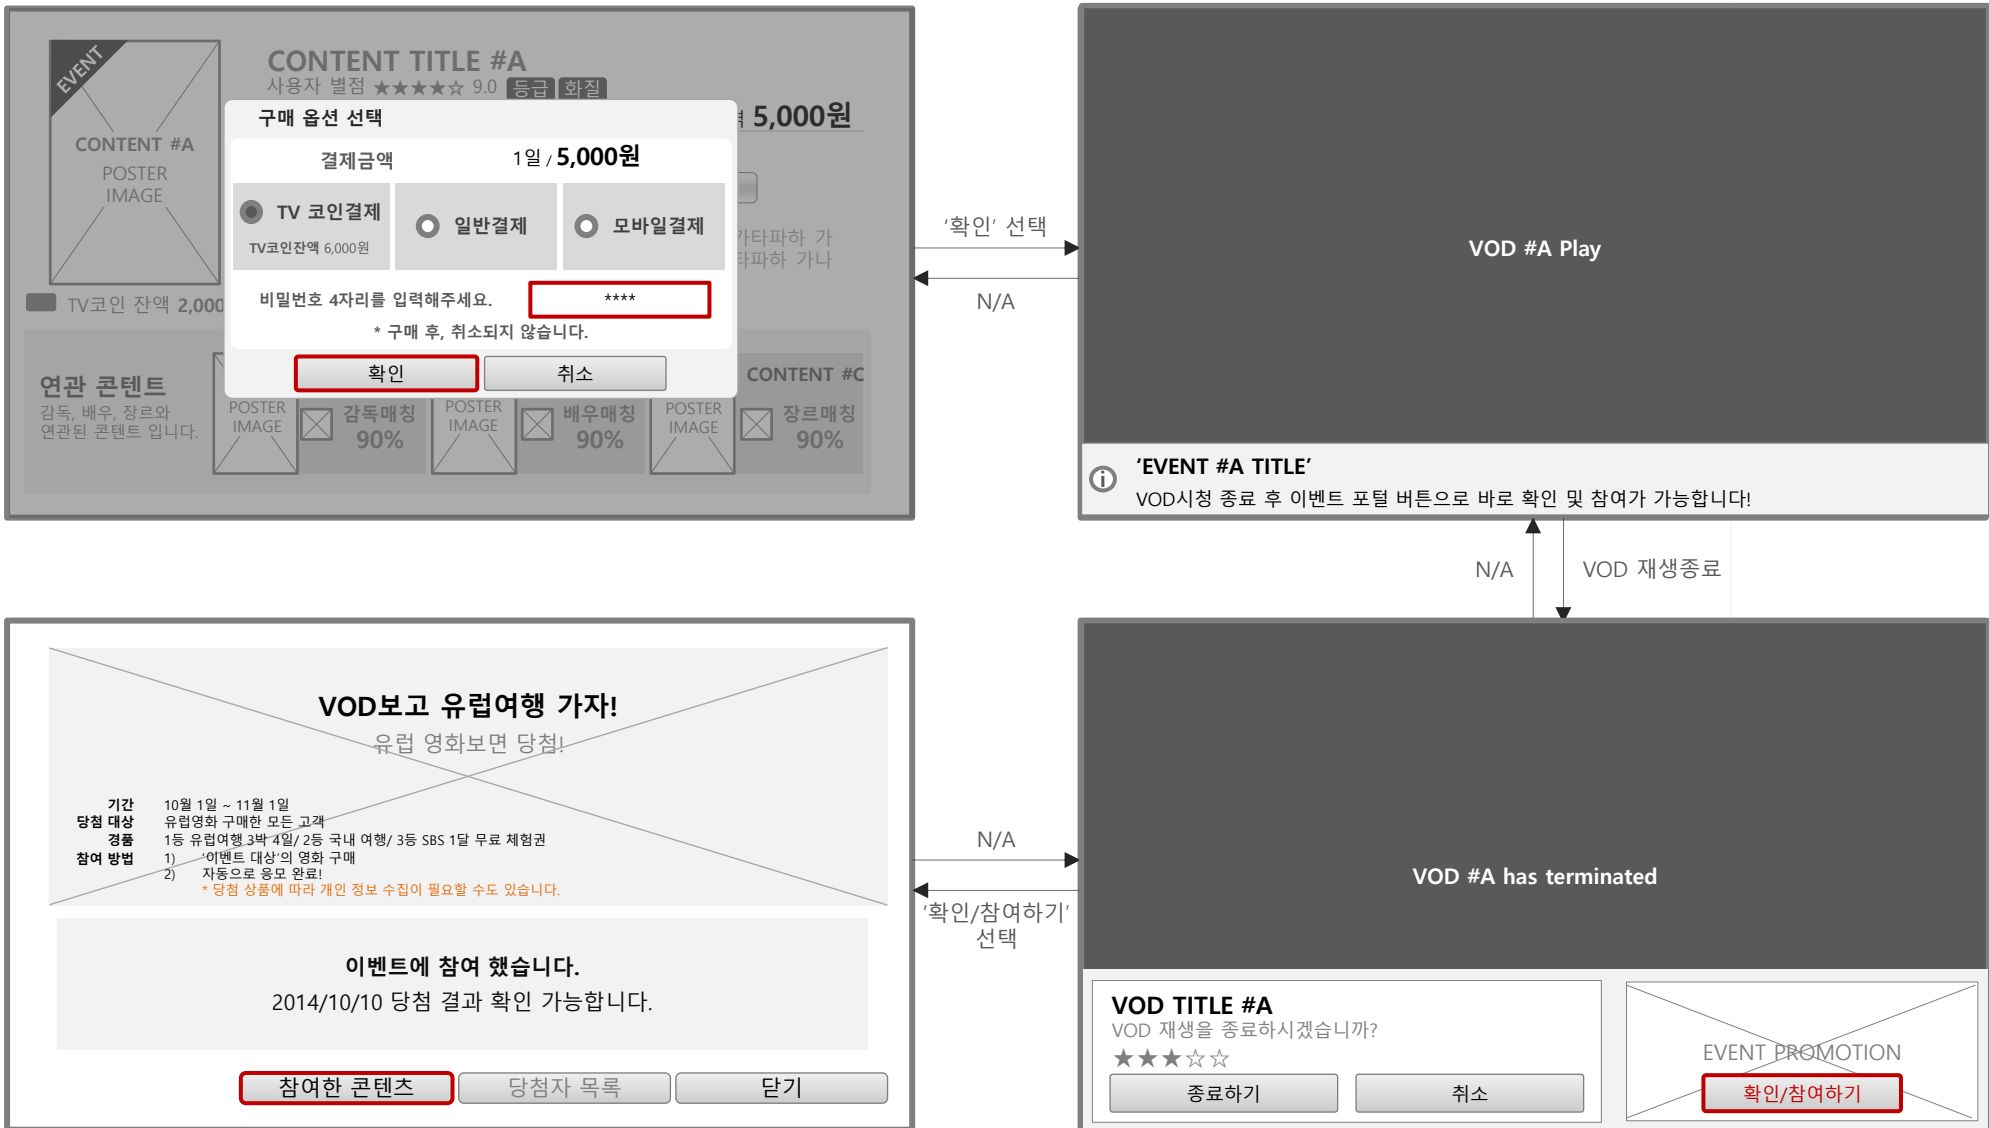 EVENT
CONTENT #A
POSTER
IMAGE
CONTENT TITLE #A
사용자 별점 ★★★★☆ 9.0 등급 화질
5,000원
구매 옵션 선택
결제금액 1일 / 5,000원
TV 코인결제
TV코인잔액 6,000원
일반결제
모바일결제
비밀번호 4자리를 입력해주세요. ****
* 구매 후, 취소되지 않습니다.
확인 취소
카타파하 가
타파하 가나
TV코인 잔액 2,000
연관 콘텐트
감독, 배우, 장르와
연관된 콘텐트 입니다.
POSTER
IMAGE
감독매칭
90%
POSTER
IMAGE
배우매칭
90%
POSTER
IMAGE
CONTENT #C
장르매칭
90%
‘확인’ 선택
N/A
VOD #A Play
‘EVENT #A TITLE’
VOD시청 종료 후 이벤트 포털 버튼으로 바로 확인 및 참여가 가능합니다!
N/A
VOD 재생종료
VOD보고 유럽여행 가자!
유럽 영화보면 당첨!
기간 10월 1일 ~ 11월 1일
당첨 대상 유럽영화 구매한 모든 고객
경품 1등 유럽여행 3박 4일/ 2등 국내 여행/ 3등 SBS 1달 무료 체험권
참여 방법 1) ‘이벤트 대상’의 영화 구매
2) 자동으로 응모 완료!
* 당첨 상품에 따라 개인 정보 수집이 필요할 수도 있습니다.
이벤트에 참여 했습니다.
2014/10/10 당첨 결과 확인 가능합니다.
참여한 콘텐츠 당첨자 목록 닫기
N/A
‘확인/참여하기’
선택
VOD #A has terminated
VOD TITLE #A
VOD 재생을 종료하시겠습니까?
★★★☆☆
종료하기 취소
EVENT PROMOTION
확인/참여하기